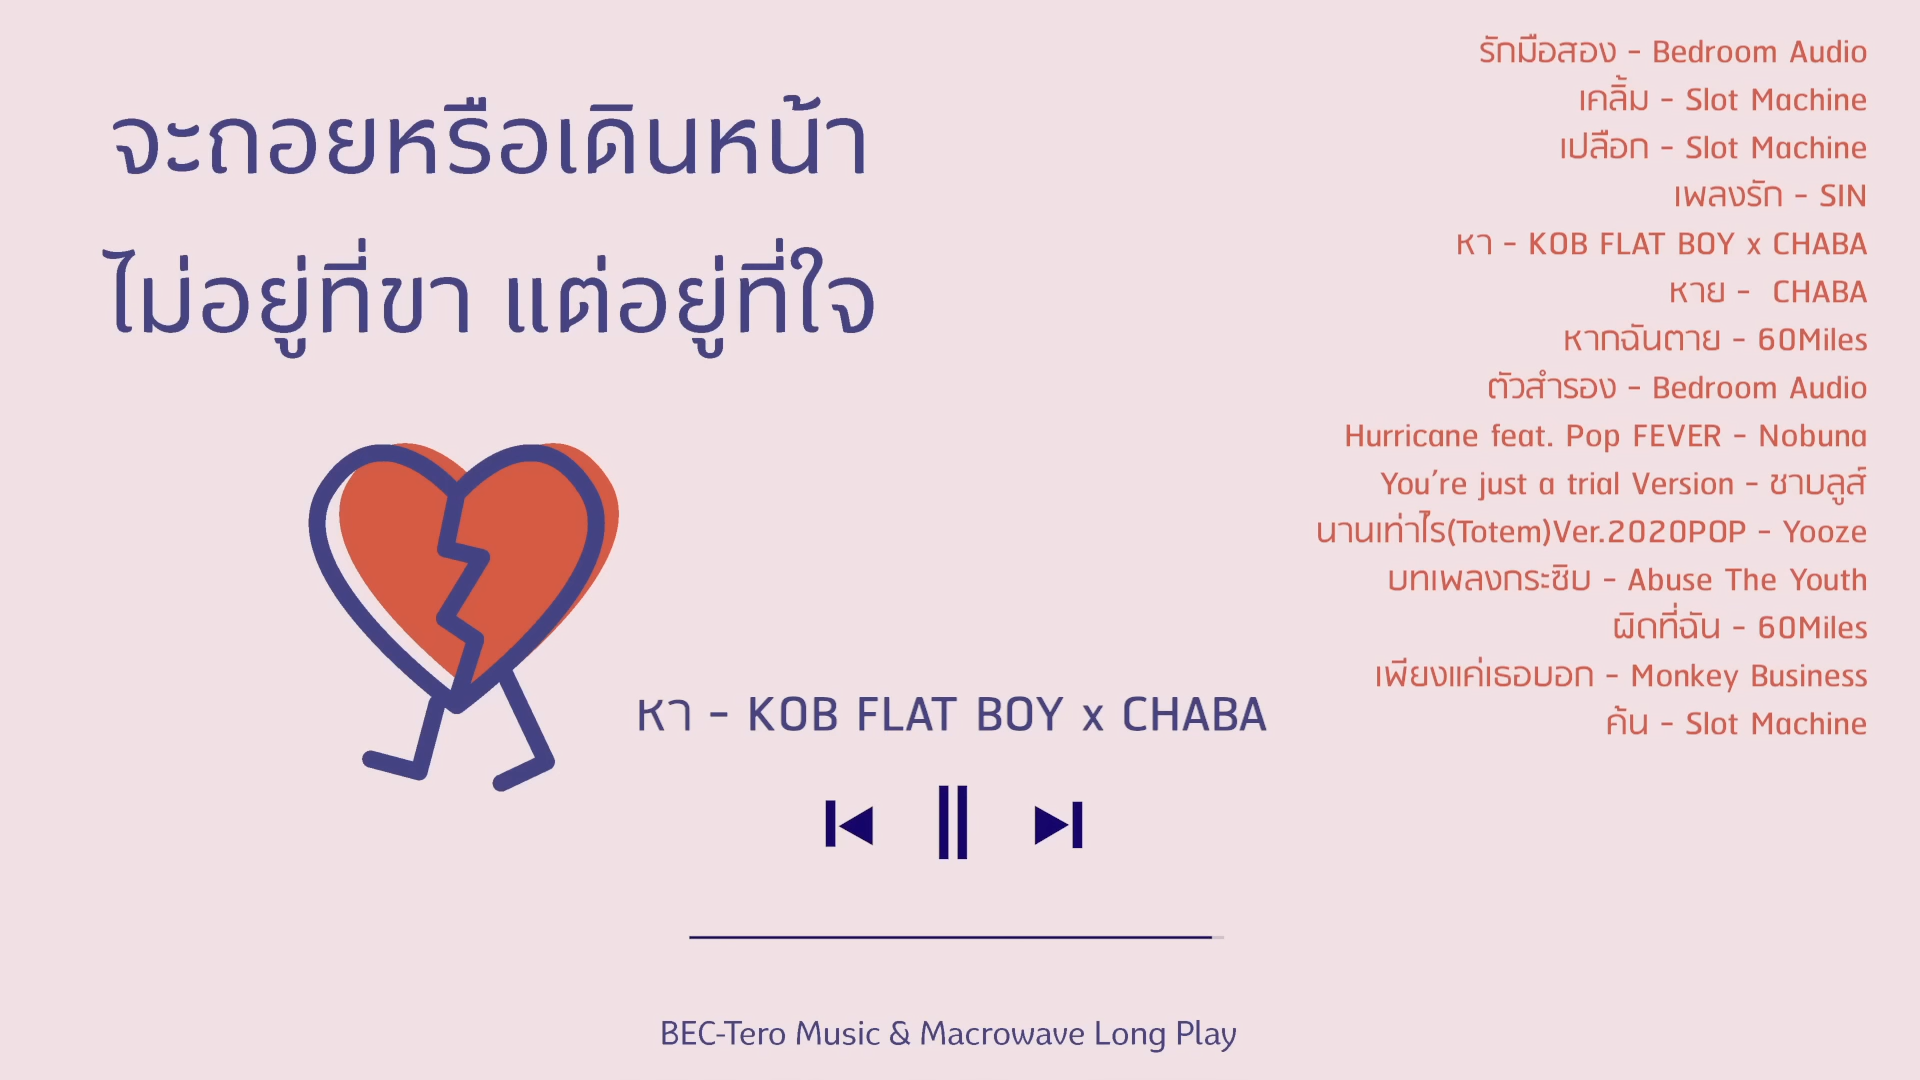 จะถอยหรือเดินหน้า
ไม่อยู่ที่ขา แต่อยู่ที่ใจ
รักมือสอง - Bedroom Audio
เคลิ้ม - Slot Machine
เปลือก - Slot Machine
เพลงรัก - SIN
หา - KOB FLAT BOY x CHABA
หาย - CHABA
หากฉันตาย - 60Miles
ตัวสำรอง - Bedroom Audio
Hurricane feat. Pop FEVER - Nobuna
You’re just a trial Version - ชาบลูส์
นานเท่าไร(Totem)Ver.2020POP - Yooze
บทเพลงกระซิบ - Abuse The Youth
ผิดที่ฉัน - 60Miles
เพียงแค่เธอบอก - Monkey Business
ค้น - Slot Machine
หา - KOB FLAT BOY x CHABA
BEC-Tero Music & Macrowave Long Play